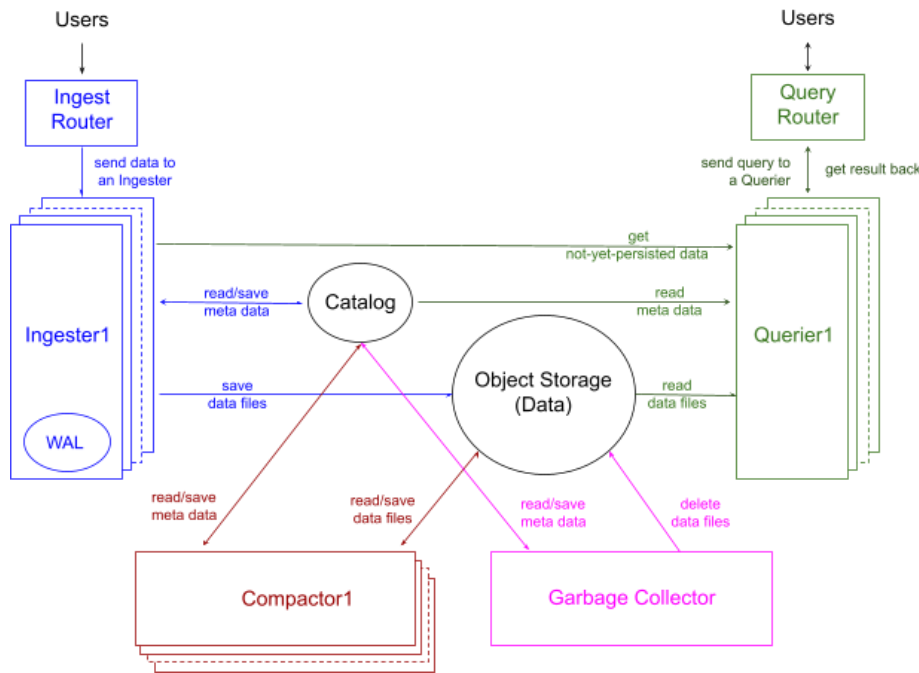 Users
Users
Ingest
Router
Query
Router
send data to
an Ingester
send query to
a Querier
get result back
get
not-yet-persisted data
read/save
meta data
Catalog
read
meta data
Ingester1
Querier1
Object Storage
(Data)
save
data files
read
data files
WAL
read/save
meta data
read/save
data files
read/save
meta data
delete
data files
Compactor1
Garbage Collector